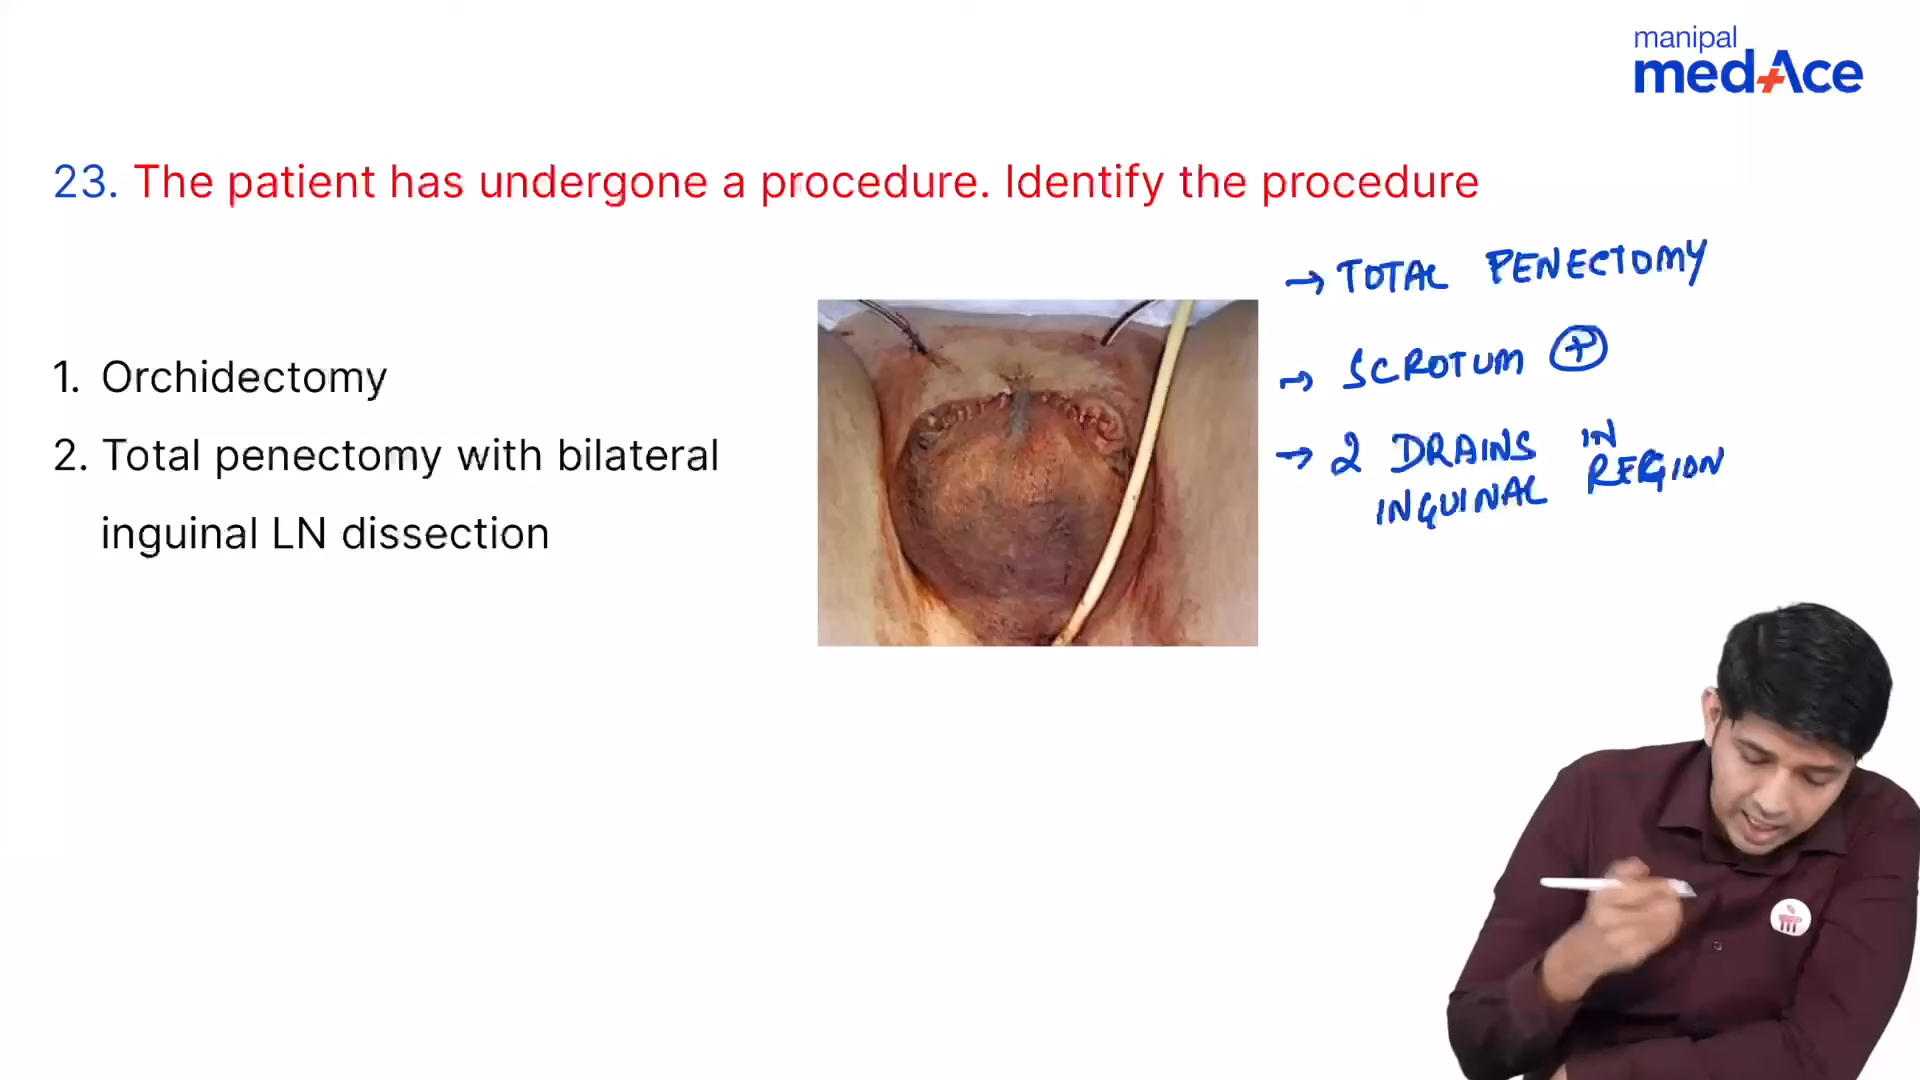 manipal
medAce
23. The patient has undergone a procedure. Identify the procedure
→ TOTAL PENECTOMY
→ SCROTUM +
→ 2 DRAINS IN
INGUINAL REGION
1. Orchidectomy
2. Total penectomy with bilateral
inguinal LN dissection